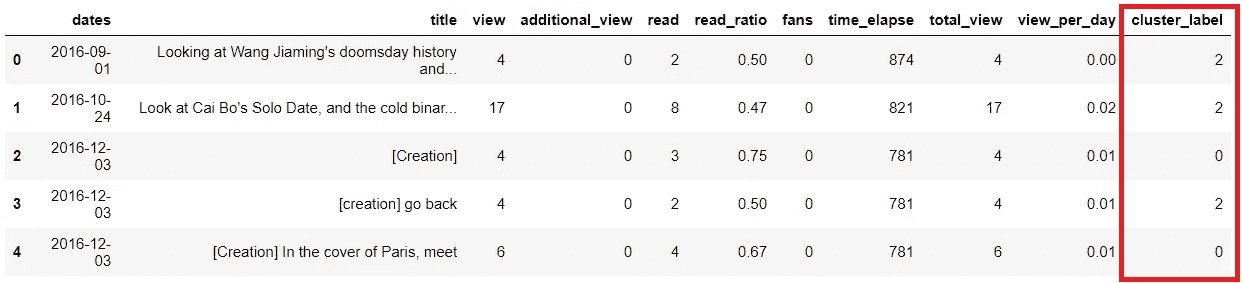 dates title view additional_view read read_ratio fans time_elapse total_view view_per_day cluster_label
0 2016-09-01 Looking at Wang Jiaming's doomsday history and... 4 0 2 0.50 0 874 4 0.00 2
1 2016-10-24 Look at Cai Bo's Solo Date, and the cold binar... 17 0 8 0.47 0 821 17 0.02 2
2 2016-12-03 [Creation] 4 0 3 0.75 0 781 4 0.01 0
3 2016-12-03 [creation] go back 4 0 2 0.50 0 781 4 0.01 2
4 2016-12-03 [Creation] In the cover of Paris, meet 6 0 4 0.67 0 781 6 0.01 0